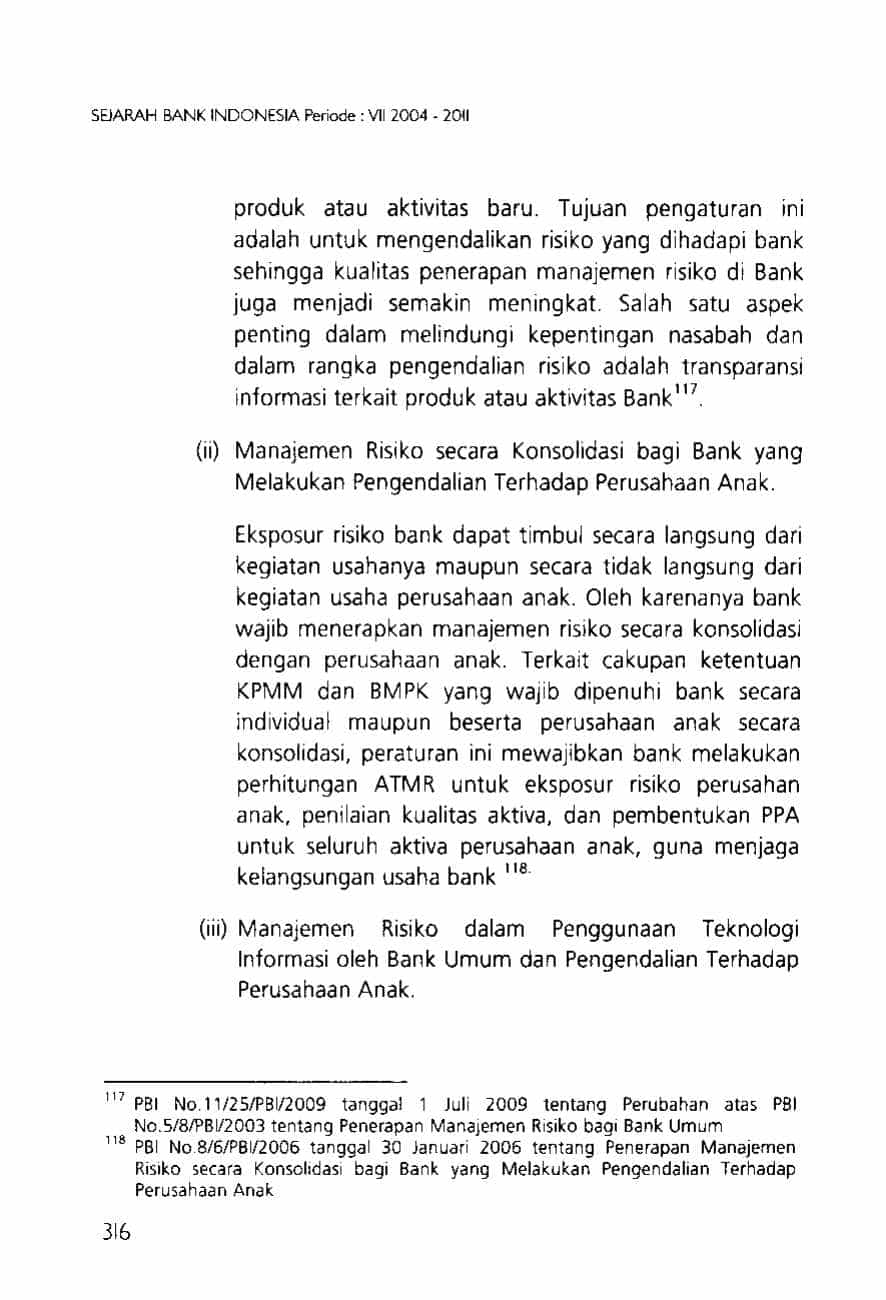 SEJARAH BANK INDONESIA Periode : VII 2004 - 2011
produk atau aktivitas baru. Tujuan pengaturan ini
adalah untuk mengendalikan risiko yang dihadapi bank
sehingga kualitas penerapan manajemen risiko di Bank
juga menjadi semakin meningkat. Salah satu aspek
penting dalam melindungi kepentingan nasabah dan
dalam rangka pengendalian risiko adalah transparansi
informasi terkait produk atau aktivitas Bank117.
(ii) Manajemen Risiko secara Konsolidasi bagi Bank yang
Melakukan Pengendalian Terhadap Perusahaan Anak.
Eksposur risiko bank dapat timbul secara langsung dari
kegiatan usahanya maupun secara tidak langsung dari
kegiatan usaha perusahaan anak. Oleh karenanya bank
wajib menerapkan manajemen risiko secara konsolidasi
dengan perusahaan anak. Terkait cakupan ketentuan
KPMM dan BMPK yang wajib dipenuhi bank secara
individual maupun beserta perusahaan anak secara
konsolidasi, peraturan ini mewajibkan bank melakukan
perhitungan ATMR untuk eksposur risiko perusahan
anak, penilaian kualitas aktiva, dan pembentukan PPA
untuk seluruh aktiva perusahaan anak, guna menjaga
kelangsungan usaha bank 118.
(iii) Manajemen Risiko dalam Penggunaan Teknologi
Informasi oleh Bank Umum dan Pengendalian Terhadap
Perusahaan Anak.
117 PBI No.11/25/PBI/2009 tanggal 1 Juli 2009 tentang Perubahan atas PBI
No.5/8/PBI/2003 tentang Penerapan Manajemen Risiko bagi Bank Umum
118 PBI No.8/6/PBI/2006 tanggal 30 Januari 2006 tentang Penerapan Manajemen
Risiko secara Konsolidasi bagi Bank yang Melakukan Pengendalian Terhadap
Perusahaan Anak
316